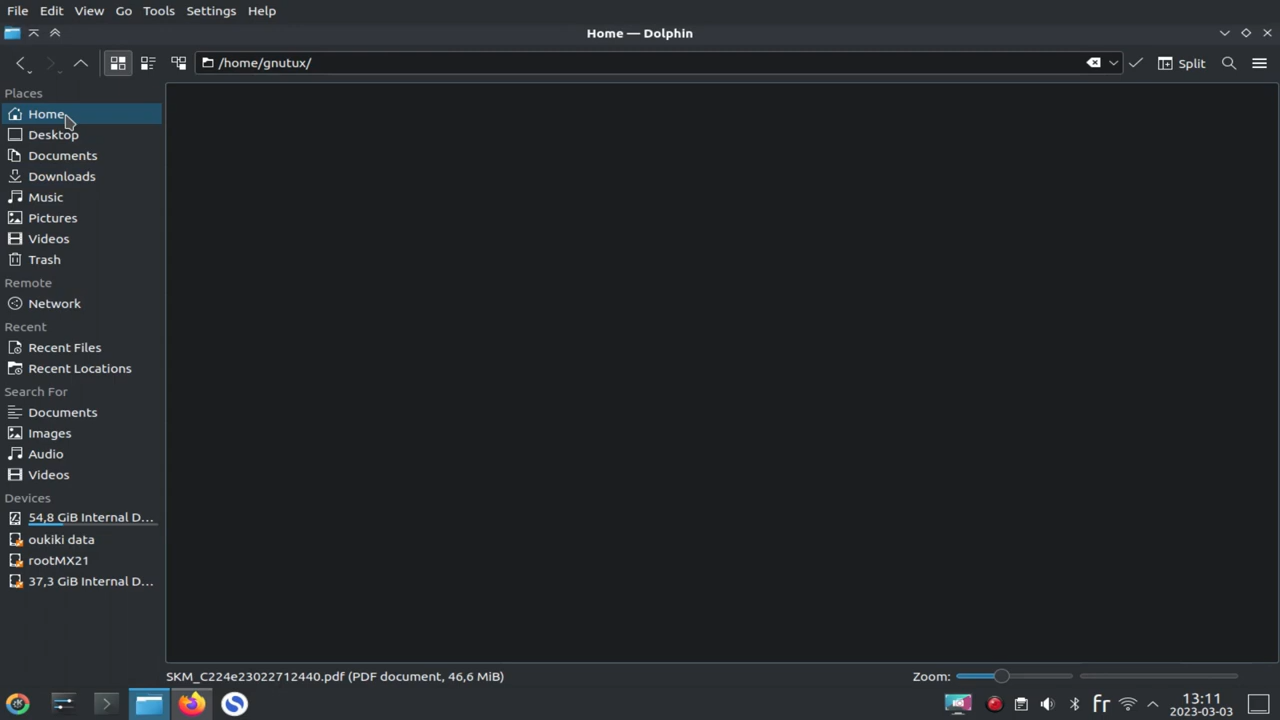 File Edit View Go Tools Settings Help
Home — Dolphin
/home/gnutux/
Split
Places
Home
Desktop
Documents
Downloads
Music
Pictures
Videos
Trash
Remote
Network
Recent
Recent Files
Recent Locations
Search For
Documents
Images
Audio
Videos
Devices
54,8 GiB Internal D...
oukiki data
rootMX21
37,3 GiB Internal D...
SKM_C224e23022712440.pdf (PDF document, 46,6 MiB)
Zoom:
fr
13:11
2023-03-03